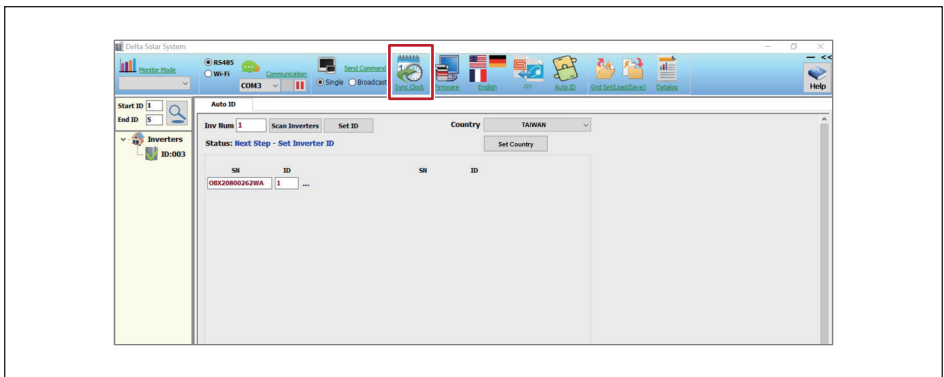 Delta Solar System
Monitor Mode
RS485
Wi-Fi
COM3
Communication
Send Command
Single Broadcast
Sync Clock
Firmware
English
PPI
Auto ID
Grid Set(Load/Save)
Datalog
<<
Help
Start ID 1
End ID 5
Inverters
ID:003
Auto ID
Inv Num 1 Scan Inverters Set ID Country TAIWAN
Status: Next Step - Set Inverter ID Set Country
SN ID SN ID
OBX20800262WA 1 ...